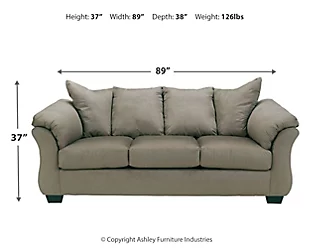 Height: 37” Width: 89” Depth: 38” Weight: 126lbs
89”
37”
© Copyright Ashley Furniture Industries